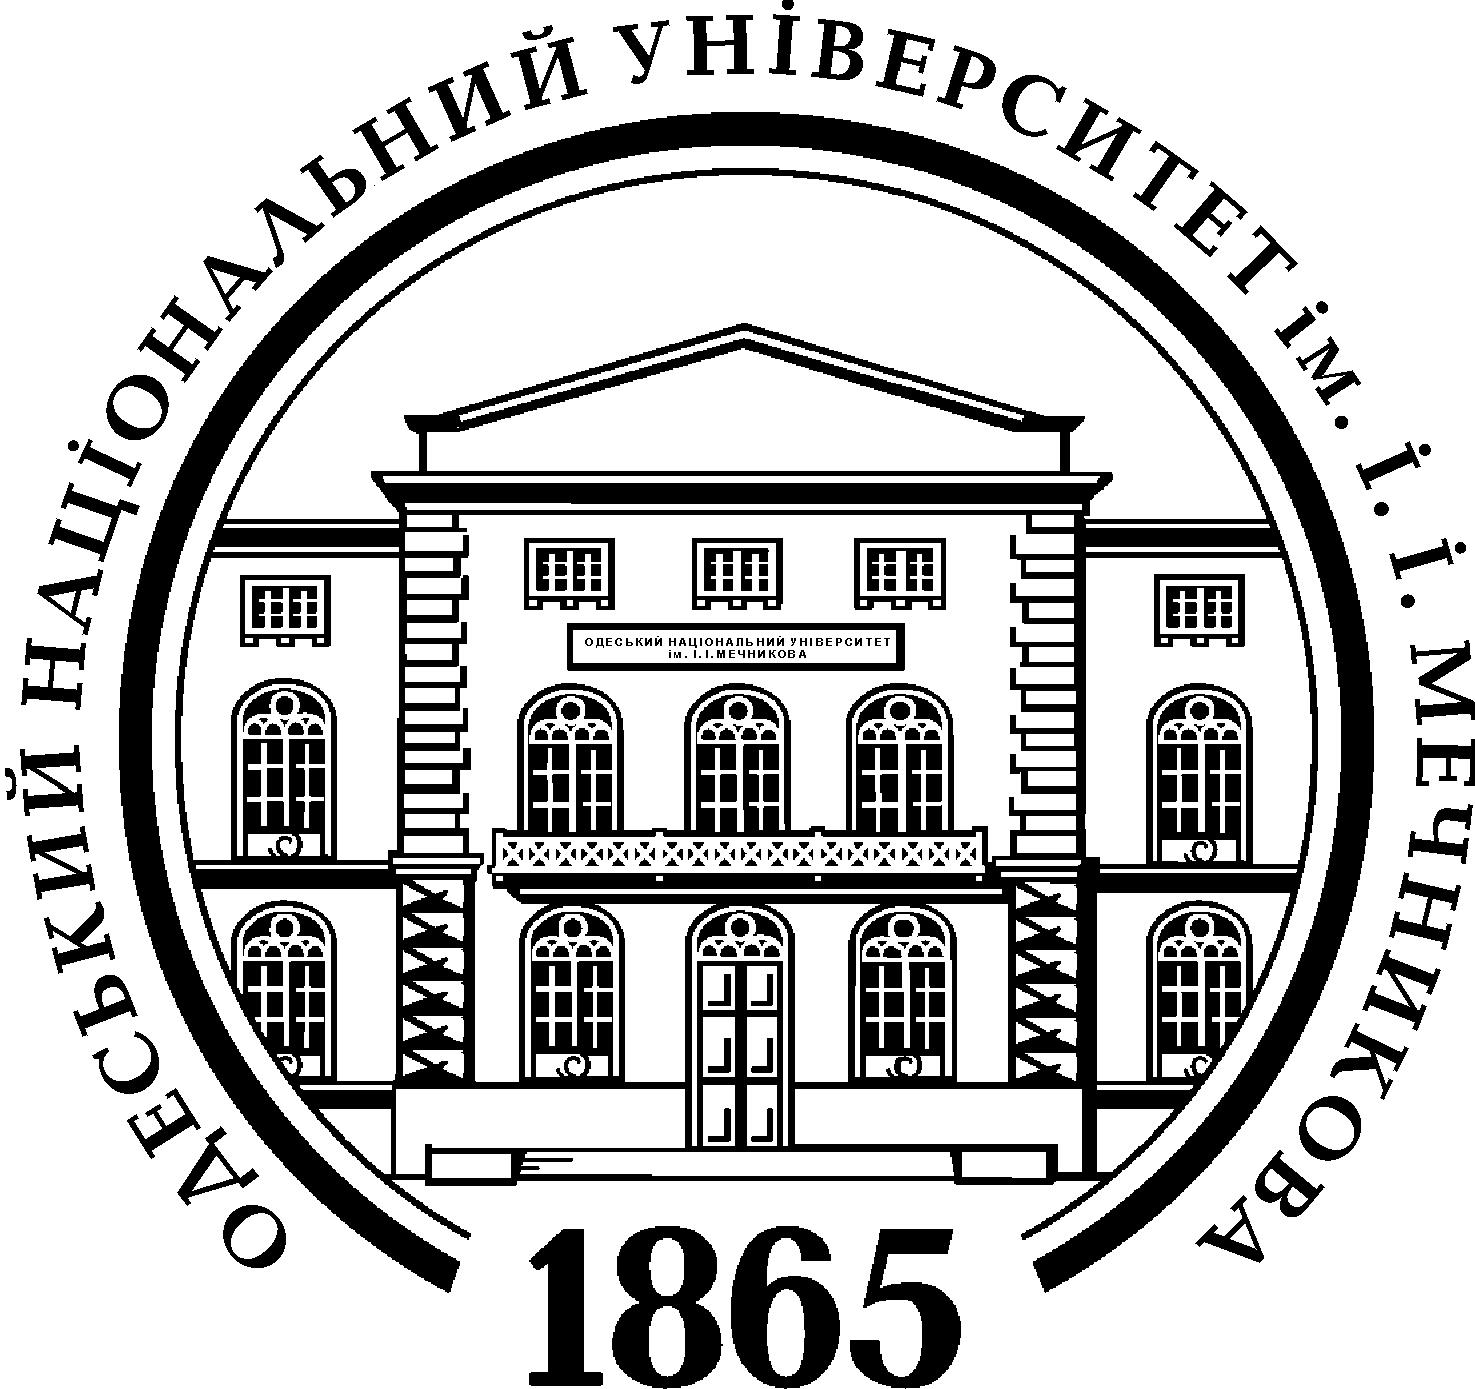 ОДЕСЬКИЙ НАЦІОНАЛЬНИЙ УНІВЕРСИТЕТ ім. І. І. МЕЧНИКОВА
ОДЕСЬКИЙ НАЦІОНАЛЬНИЙ УНІВЕРСИТЕТ
ім. І.І.МЕЧНИКОВА
1865